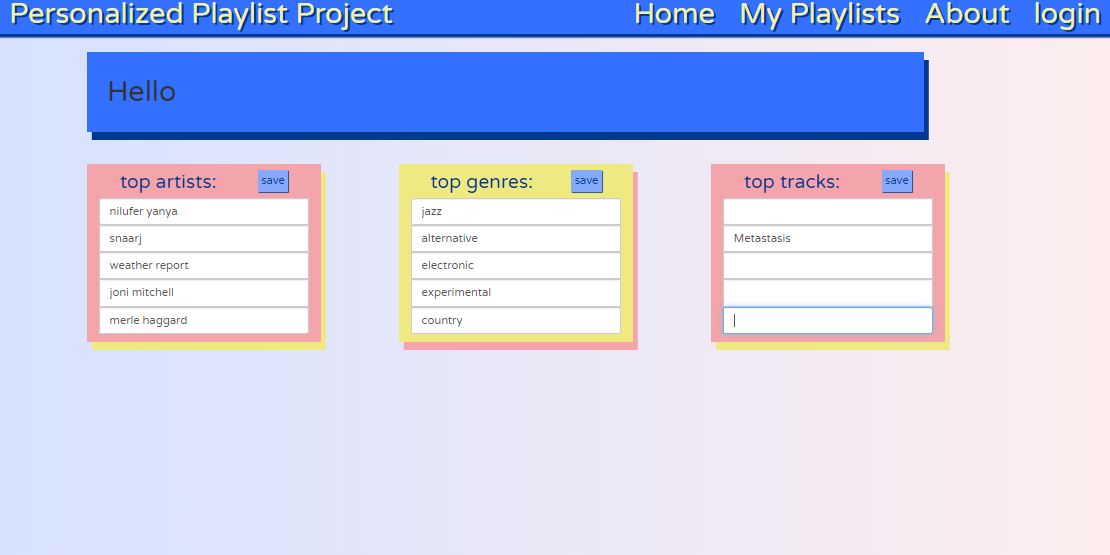 Personalized Playlist Project Home My Playlists About login
Hello
top artists: save
nilufer yanya
snaarj
weather report
joni mitchell
merle haggard
top genres: save
jazz
alternative
electronic
experimental
country
top tracks: save
Metastasis